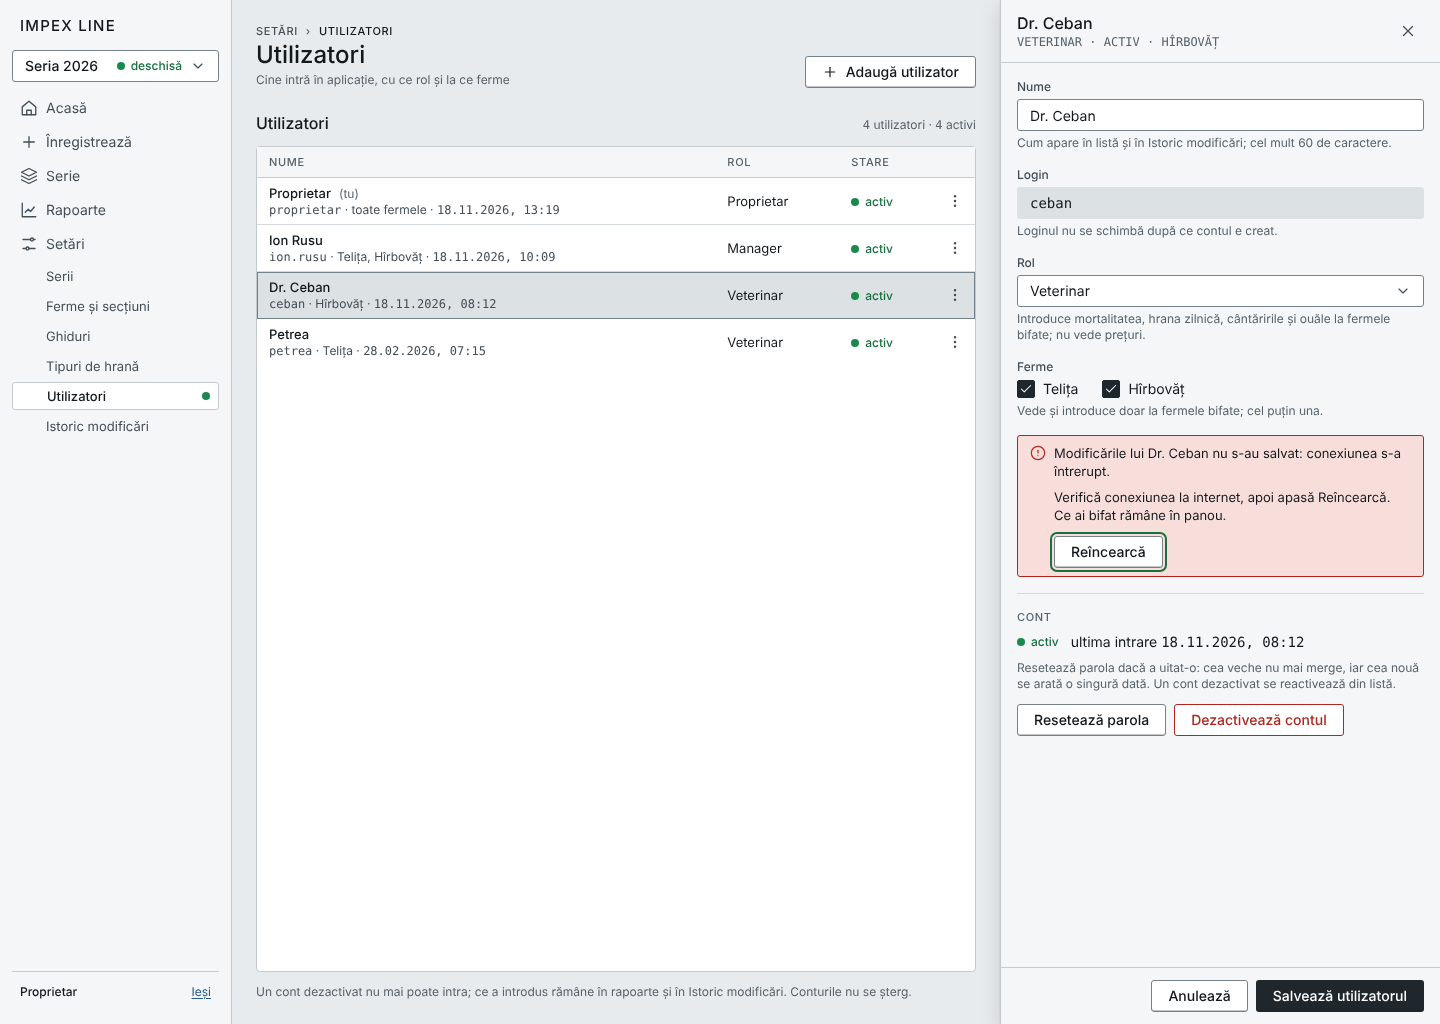 IMPEX LINE
Seria 2026 deschisă
Acasă
Înregistrează
Serie
Rapoarte
Setări
Serii
Ferme și secțiuni
Ghiduri
Tipuri de hrană
Utilizatori
Istoric modificări
Proprietar Ieși
SETĂRI › UTILIZATORI
Utilizatori
Cine intră în aplicație, cu ce rol și la ce ferme
Adaugă utilizator
Utilizatori
4 utilizatori · 4 activi
NUME ROL STARE
Proprietar (tu)
proprietar · toate fermele · 18.11.2026, 13:19
Proprietar activ
Ion Rusu
ion.rusu · Telița, Hîrbovăț · 18.11.2026, 10:09
Manager activ
Dr. Ceban
ceban · Hîrbovăț · 18.11.2026, 08:12
Veterinar activ
Petrea
petrea · Telița · 28.02.2026, 07:15
Veterinar activ
Un cont dezactivat nu mai poate intra; ce a introdus rămâne în rapoarte și în Istoric modificări. Conturile nu se șterg.
Dr. Ceban
VETERINAR · ACTIV · HÎRBOVĂȚ
Nume
Dr. Ceban
Cum apare în listă și în Istoric modificări; cel mult 60 de caractere.
Login
ceban
Loginul nu se schimbă după ce contul e creat.
Rol
Veterinar
Introduce mortalitatea, hrana zilnică, cântăririle și ouăle la fermele
bifate; nu vede prețuri.
Ferme
Telița Hîrbovăț
Vede și introduce doar la fermele bifate; cel puțin una.
Modificările lui Dr. Ceban nu s-au salvat: conexiunea s-a
întrerupt.
Verifică conexiunea la internet, apoi apasă Reîncearcă.
Ce ai bifat rămâne în panou.
Reîncearcă
CONT
activ ultima intrare 18.11.2026, 08:12
Resetează parola dacă a uitat-o: cea veche nu mai merge, iar cea nouă
se arată o singură dată. Un cont dezactivat se reactivează din listă.
Resetează parola Dezactivează contul
Anulează Salvează utilizatorul